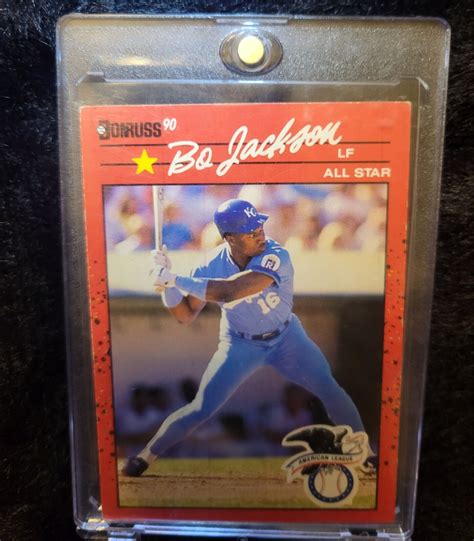 DONRUSS 90
Bo Jackson
LF
ALL STAR
KC
16
AMERICAN LEAGUE